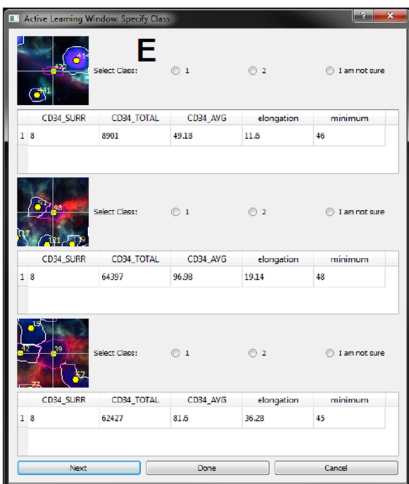 Active Learning Window: Specify Class
E
Select Class: 1 2 I am not sure
441
CD34_SURR CD34_TOTAL CD34_AVG elongation minimum
1 8 8901 49.18 11.6 46
Select Class: 1 2 I am not sure
CD34_SURR CD34_TOTAL CD34_AVG elongation minimum
1 8 64397 96.98 19.14 48
Select Class: 1 2 I am not sure
CD34_SURR CD34_TOTAL CD34_AVG elongation minimum
1 8 62427 81.6 36.28 45
Next Done Cancel